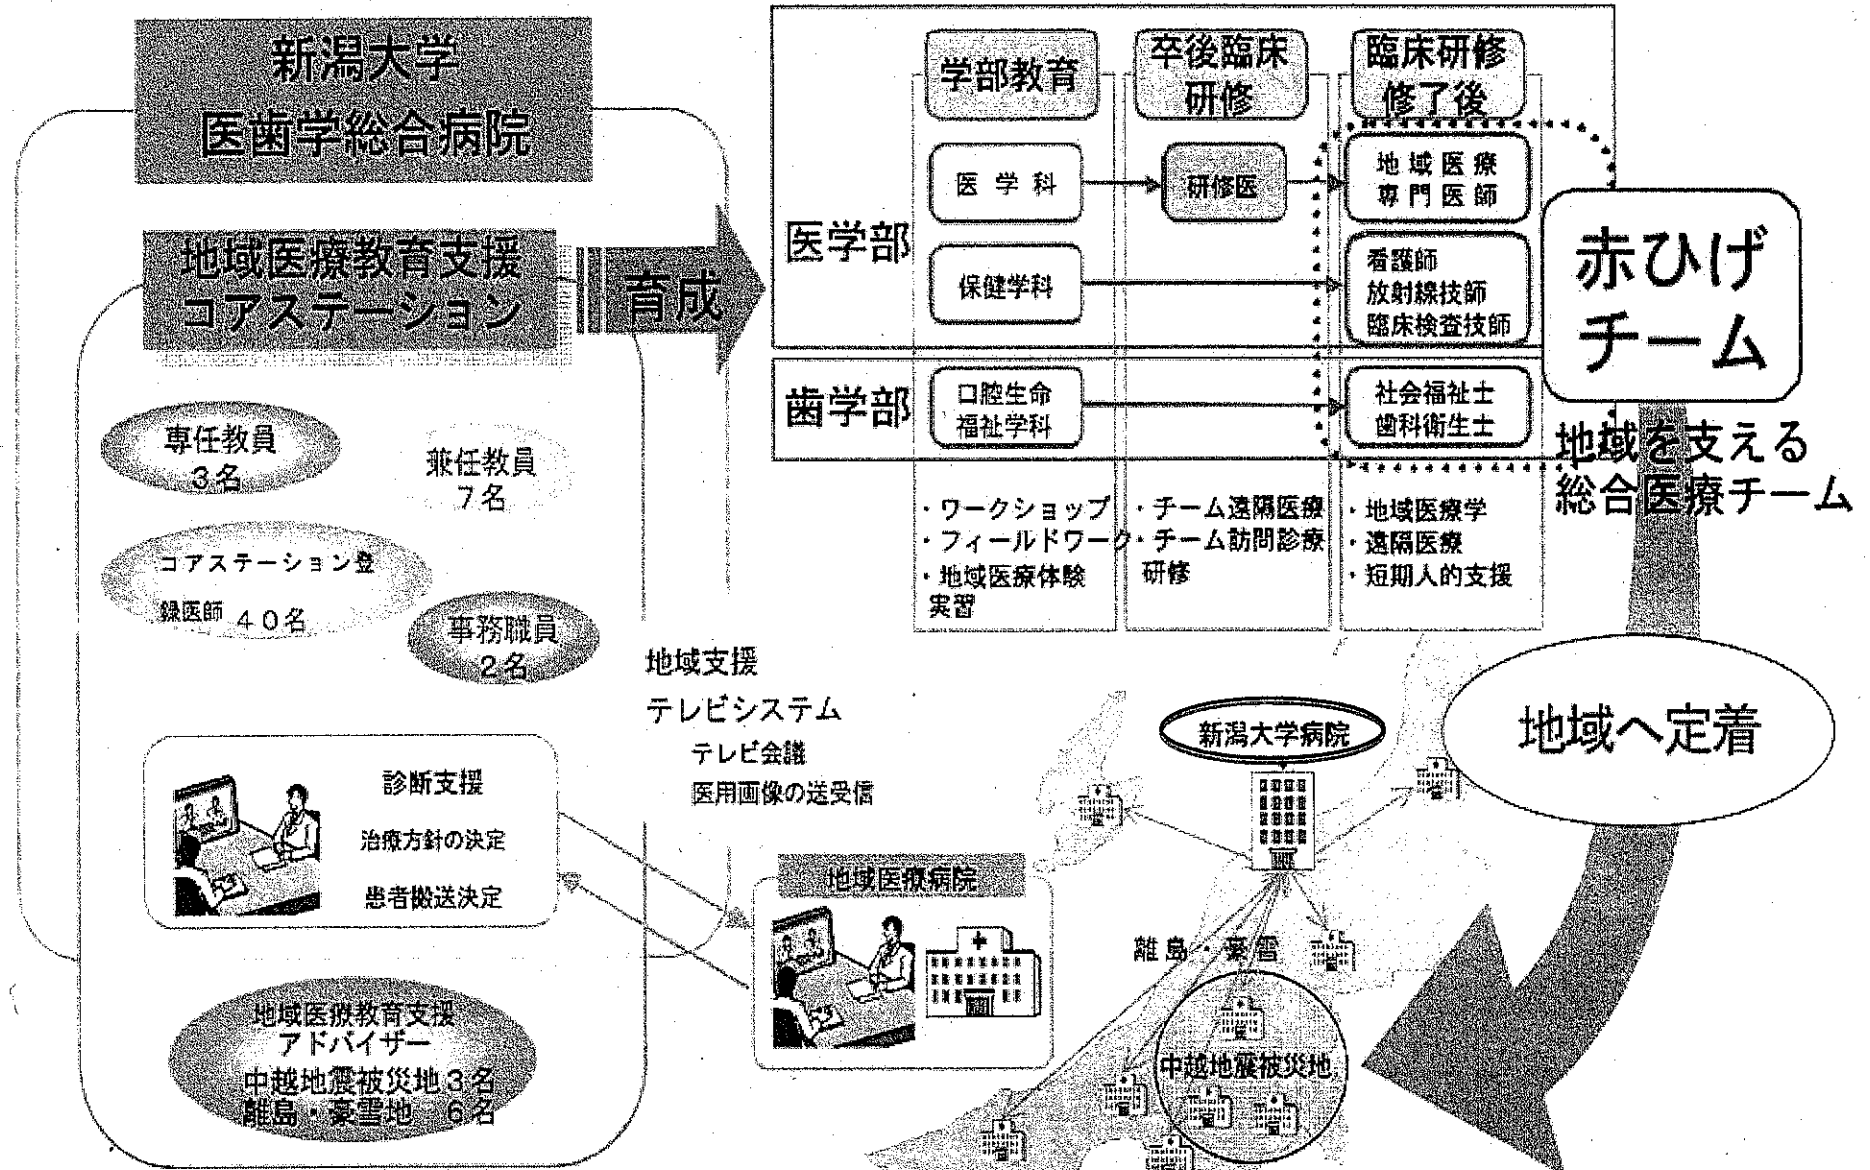 新潟大学
医歯学総合病院
地域医療教育支援
コアステーション
育成
専任教員
3名
兼任教員
7名
コアステーション登
録医師 40名
事務職員
2名
診断支援
治療方針の決定
患者搬送決定
地域医療教育支援
アドバイザー
中越地震被災地3名
離島・豪雪地 6名
地域支援
テレビシステム
テレビ会議
医用画像の送受信
地域医療病院
学部教育
卒後臨床
研修
臨床研修
修了後
医学部
医学科
研修医
地域医療
専門医師
保健学科
看護師
放射線技師
臨床検査技師
歯学部
口腔生命
福祉学科
社会福祉士
歯科衛生士
・ワークショップ
・フィールドワーク
・地域医療体験
実習
・チーム遠隔医療
・チーム訪問診療
研修
・地域医療学
・遠隔医療
・短期人的支援
赤ひげ
チーム
地域を支える
総合医療チーム
地域へ定着
新潟大学病院
離島・豪雪
中越地震被災地